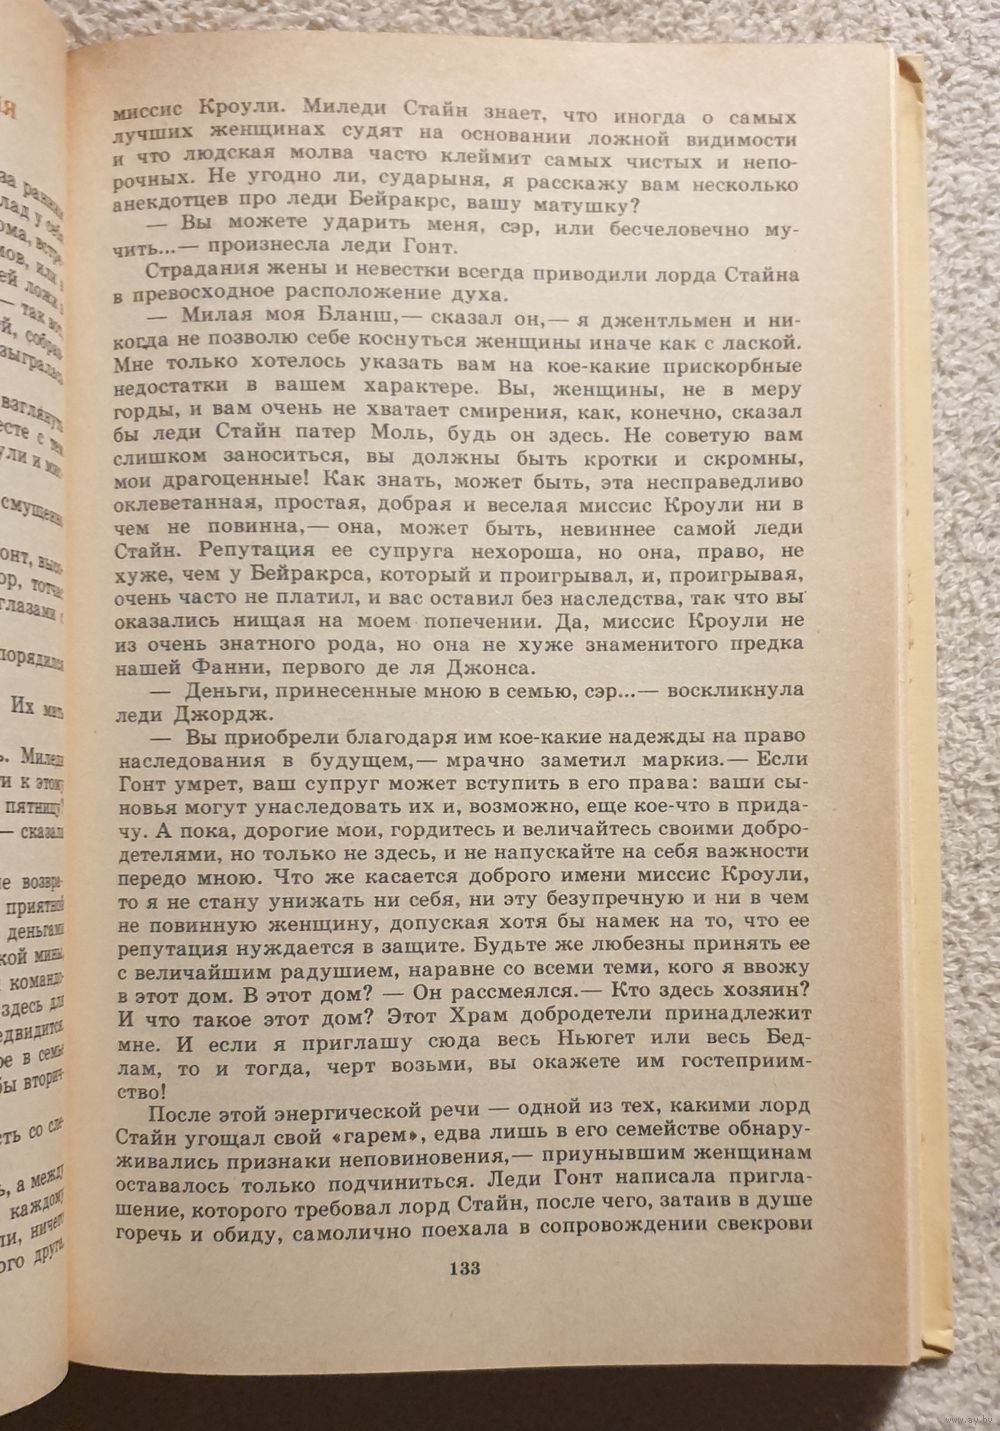 миссис Кроули. Миледи Стайн знает, что иногда о самых
лучших женщинах судят на основании ложной видимости
и что людская молва часто клеймит самых чистых и непо-
рочных. Не угодно ли, сударыня, я расскажу вам несколько
анекдотцев про леди Бейракрс, вашу матушку?
— Вы можете ударить меня, сэр, или бесчеловечно му-
чить...— произнесла леди Гонт.
Страдания жены и невестки всегда приводили лорда Стайна
в превосходное расположение духа.
— Милая моя Бланш,— сказал он,— я джентльмен и ни-
когда не позволю себе коснуться женщины иначе как с лаской.
Мне только хотелось указать вам на кое-какие прискорбные
недостатки в вашем характере. Вы, женщины, не в меру
горды, и вам очень не хватает смирения, как, конечно, сказал
бы леди Стайн патер Моль, будь он здесь. Не советую вам
слишком заноситься, вы должны быть кротки и скромны,
мои драгоценные! Как знать, может быть, эта несправедливо
оклеветанная, простая, добрая и веселая миссис Кроули ни в
чем не повинна,— она, может быть, невиннее самой леди
Стайн. Репутация ее супруга нехороша, но она, право, не
хуже, чем у Бейракрса, который и проигрывал, и, проигрывая,
очень часто не платил, и вас оставил без наследства, так что вы
оказались нищая на моем попечении. Да, миссис Кроули не
из очень знатного рода, но она не хуже знаменитого предка
нашей Фанни, первого де ля Джонса.
— Деньги, принесенные мною в семью, сэр...— воскликнула
леди Джордж.
— Вы приобрели благодаря им кое-какие надежды на право
наследования в будущем,— мрачно заметил маркиз.— Если
Гонт умрет, ваш супруг может вступить в его права: ваши сы-
новья могут унаследовать их и, возможно, еще кое-что в прида-
чу. А пока, дорогие мои, гордитесь и величайтесь своими добро-
детелями, но только не здесь, и не напускайте на себя важности
передо мною. Что же касается доброго имени миссис Кроули,
то я не стану унижать ни себя, ни эту безупречную и ни в чем
не повинную женщину, допуская хотя бы намек на то, что ее
репутация нуждается в защите. Будьте же любезны принять ее
с величайшим радушием, наравне со всеми теми, кого я ввожу
в этот дом. В этот дом? — Он рассмеялся.— Кто здесь хозяин?
И что такое этот дом? Этот Храм добродетели принадлежит
мне. И если я приглашу сюда весь Ньюгет или весь Бед-
лам, то и тогда, черт возьми, вы окажете им гостеприим-
ство!
После этой энергической речи — одной из тех, какими лорд
Стайн угощал свой «гарем», едва лишь в его семействе обнару-
живались признаки неповиновения,— приунывшим женщинам
оставалось только подчиниться. Леди Гонт написала пригла-
шение, которого требовал лорд Стайн, после чего, затаив в душе
горечь и обиду, самолично поехала в сопровождении свекрови
133
www.ay.by